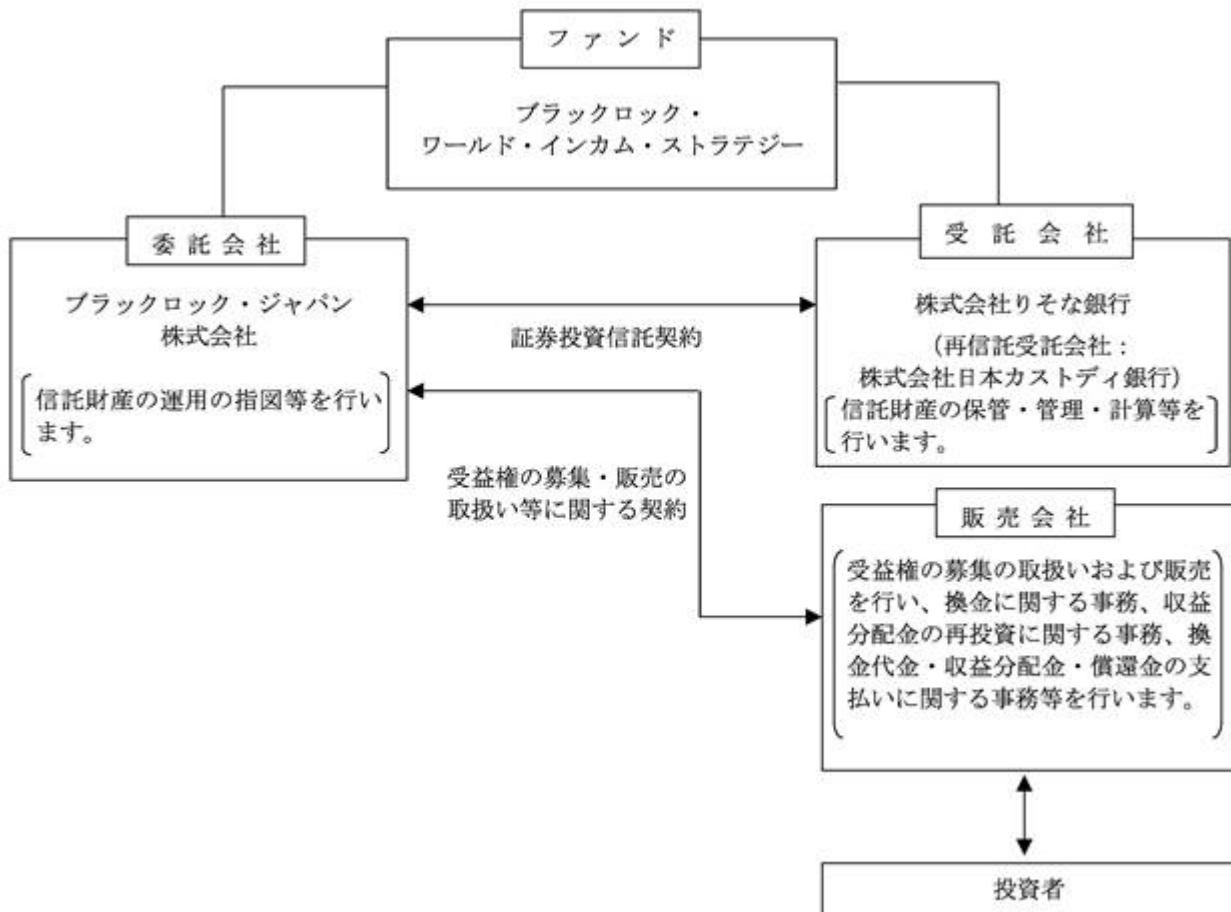 ファンド
ブラックロック・
ワールド・インカム・ストラテジー
委託会社
ブラックロック・ジャパン
株式会社
信託財産の運用の指図等を行い
ます。
証券投資信託契約
受託会社
株式会社りそな銀行
（再信託受託会社：
株式会社日本カストディ銀行）
信託財産の保管・管理・計算等を
行います。
受益権の募集・販売の
取扱い等に関する契約
販売会社
受益権の募集の取扱いおよび販売
を行い、換金に関する事務、収益
分配金の再投資に関する事務、換
金代金・収益分配金・償還金の支
払いに関する事務等を行います。
投資者